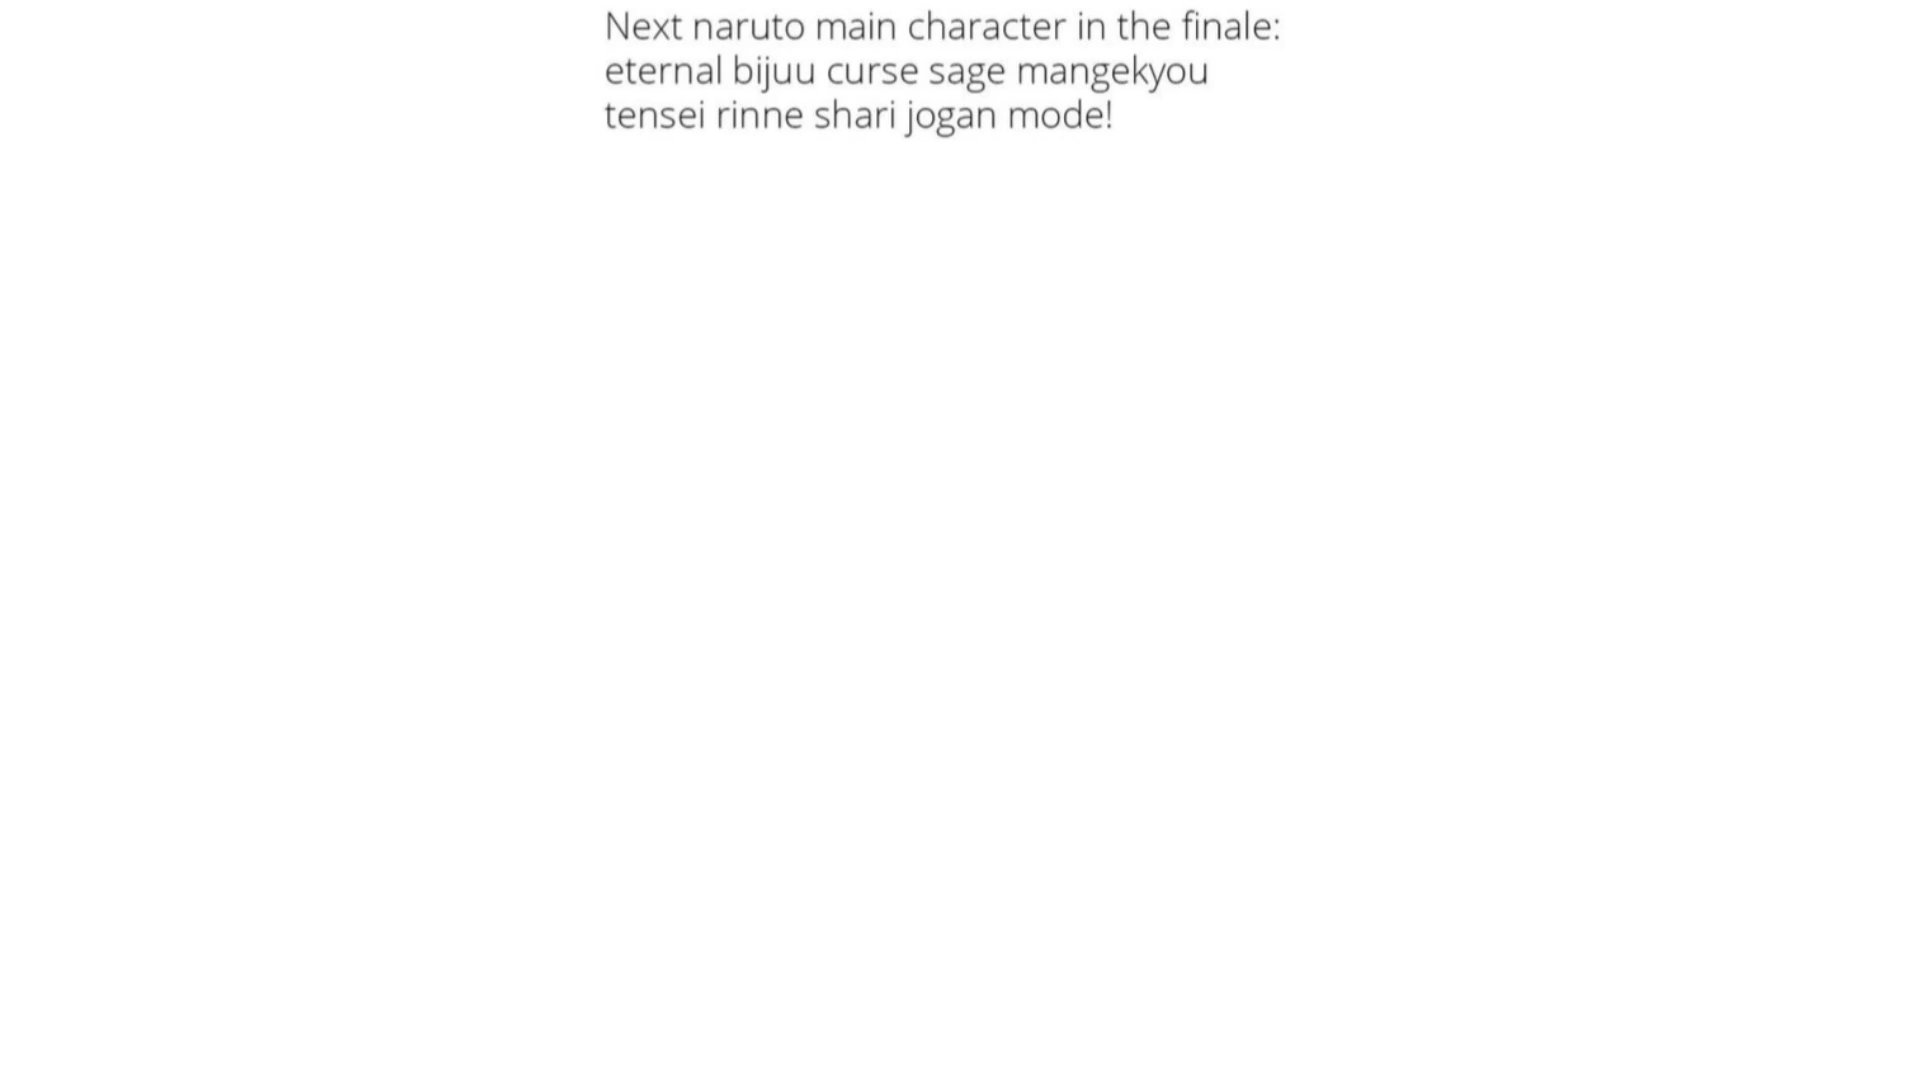 Next naruto main character in the finale:
eternal bijuu curse sage mangekyou
tensei rinne shari jogan mode!